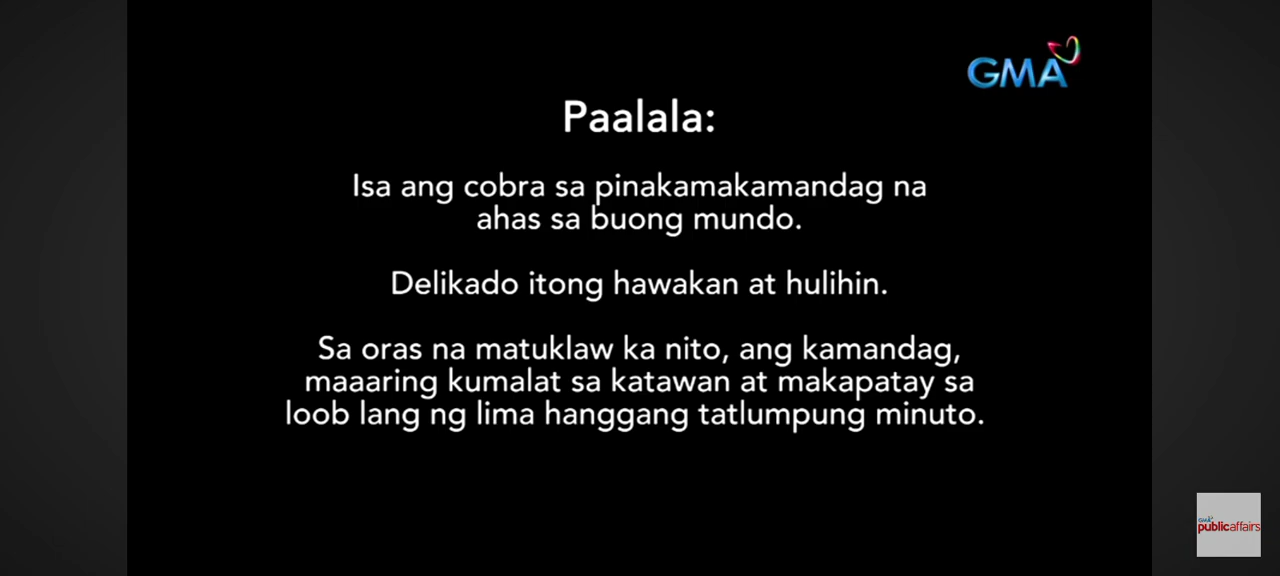 GMA
Paalala:
Isa ang cobra sa pinakamakamandag na
ahas sa buong mundo.
Delikado itong hawakan at hulihin.
Sa oras na matuklaw ka nito, ang kamandag,
maaaring kumalat sa katawan at makapatay sa
loob lang ng lima hanggang tatlumpung minuto.
GMA
publicaffairs